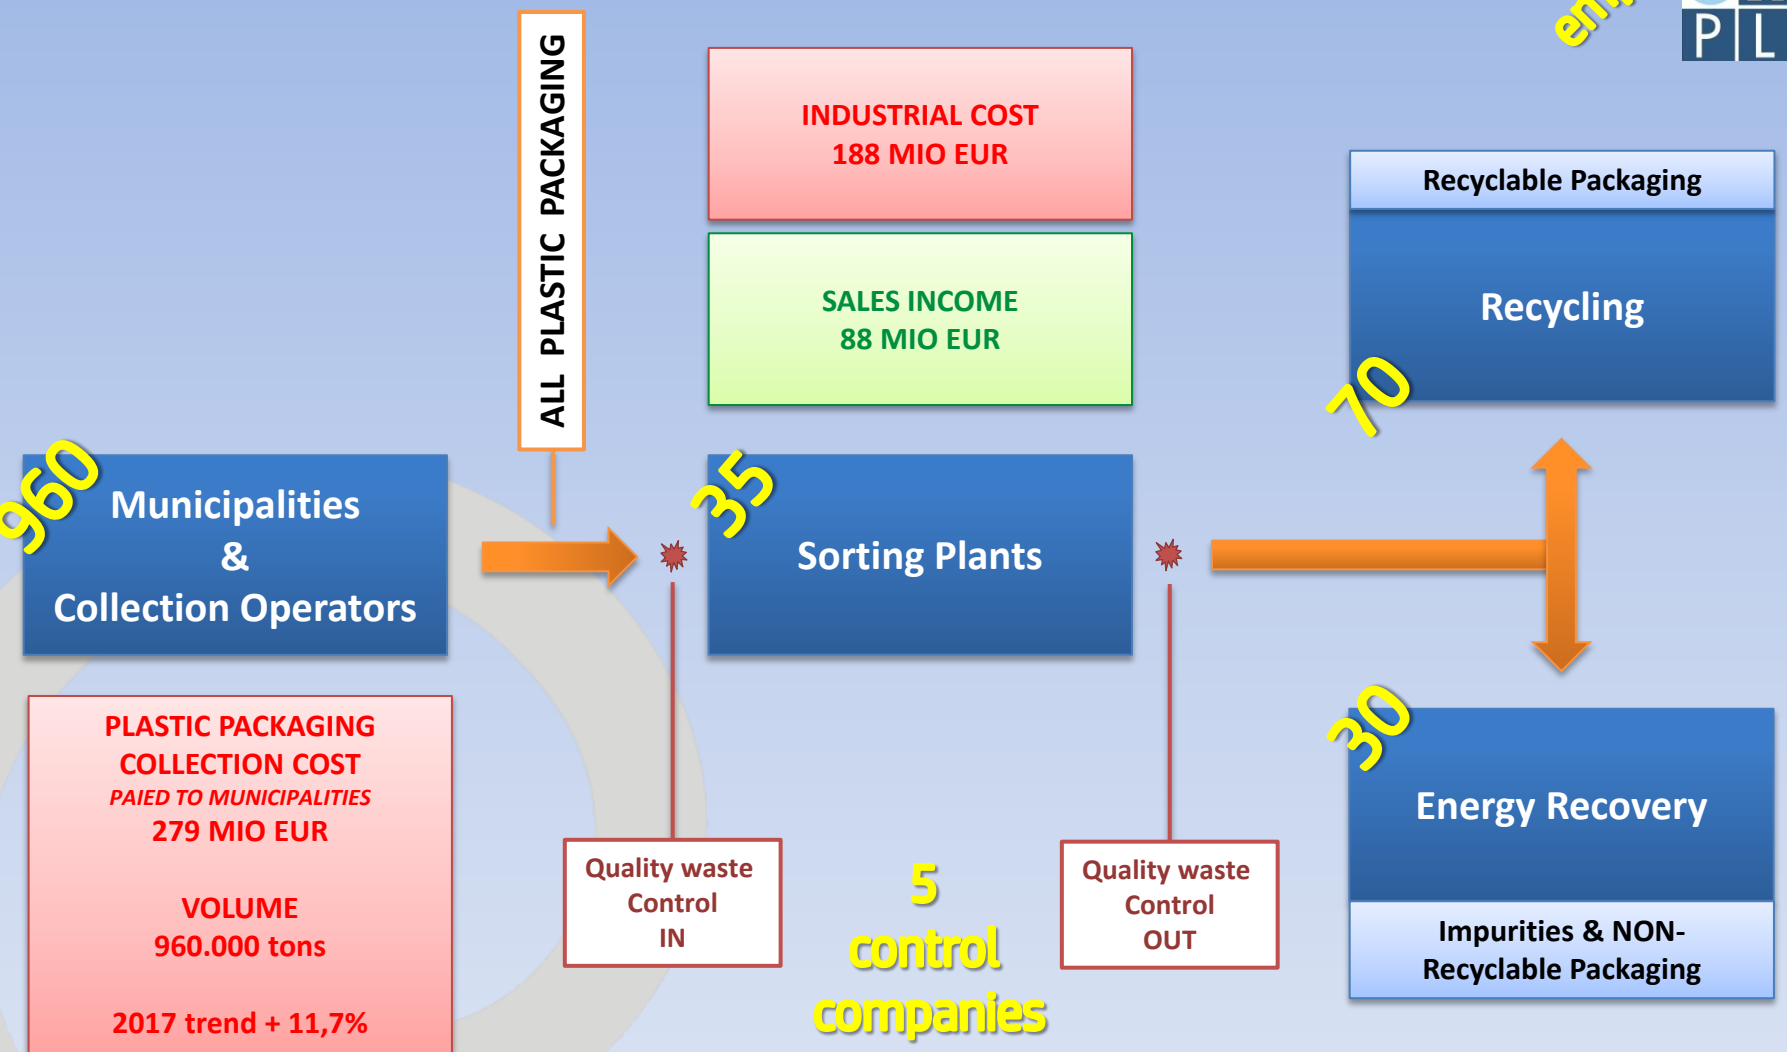 ALL PLASTIC PACKAGING
INDUSTRIAL COST
188 MIO EUR
SALES INCOME
88 MIO EUR
P L
Recyclable Packaging
Recycling
70
960
Municipalities
&
Collection Operators
35
Sorting Plants
30
Energy Recovery
Impurities & NON-
Recyclable Packaging
PLASTIC PACKAGING
COLLECTION COST
PAIED TO MUNICIPALITIES
279 MIO EUR
VOLUME
960.000 tons
2017 trend + 11,7%
Quality waste
Control
IN
5
control
companies
Quality waste
Control
OUT